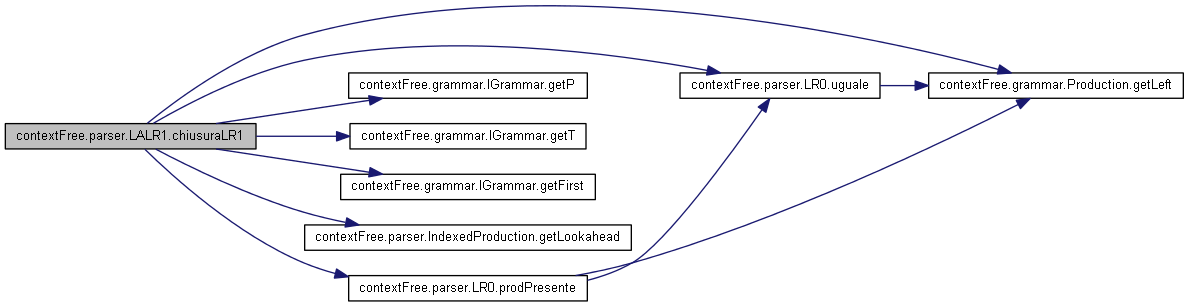 contextFree.grammar.IGrammar.getP
contextFree.parser.LR0.uguale
contextFree.grammar.Production.getLeft
contextFree.parser.LALR1.chiusuraLR1
contextFree.grammar.IGrammar.getT
contextFree.grammar.IGrammar.getFirst
contextFree.parser.IndexedProduction.getLookahead
contextFree.parser.LR0.prodPresente